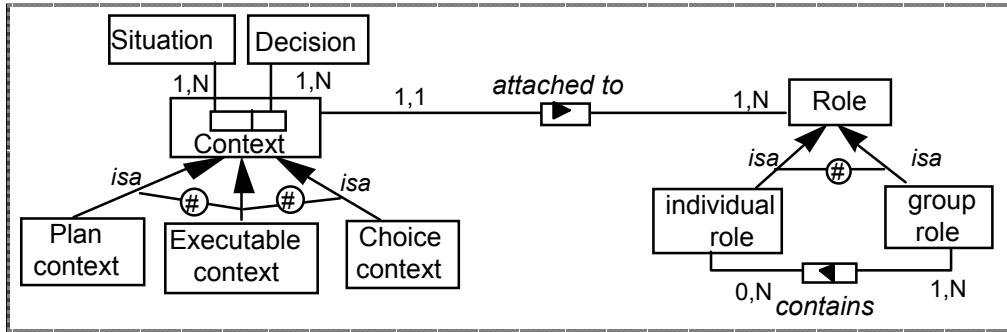 Situation
Decision
1,N
1,N
attached to
1,1
1,N
Role
Context
isa
isa
isa
isa
#
#
#
Plan
context
Executable
context
Choice
context
individual
role
group
role
0,N
1,N
contains